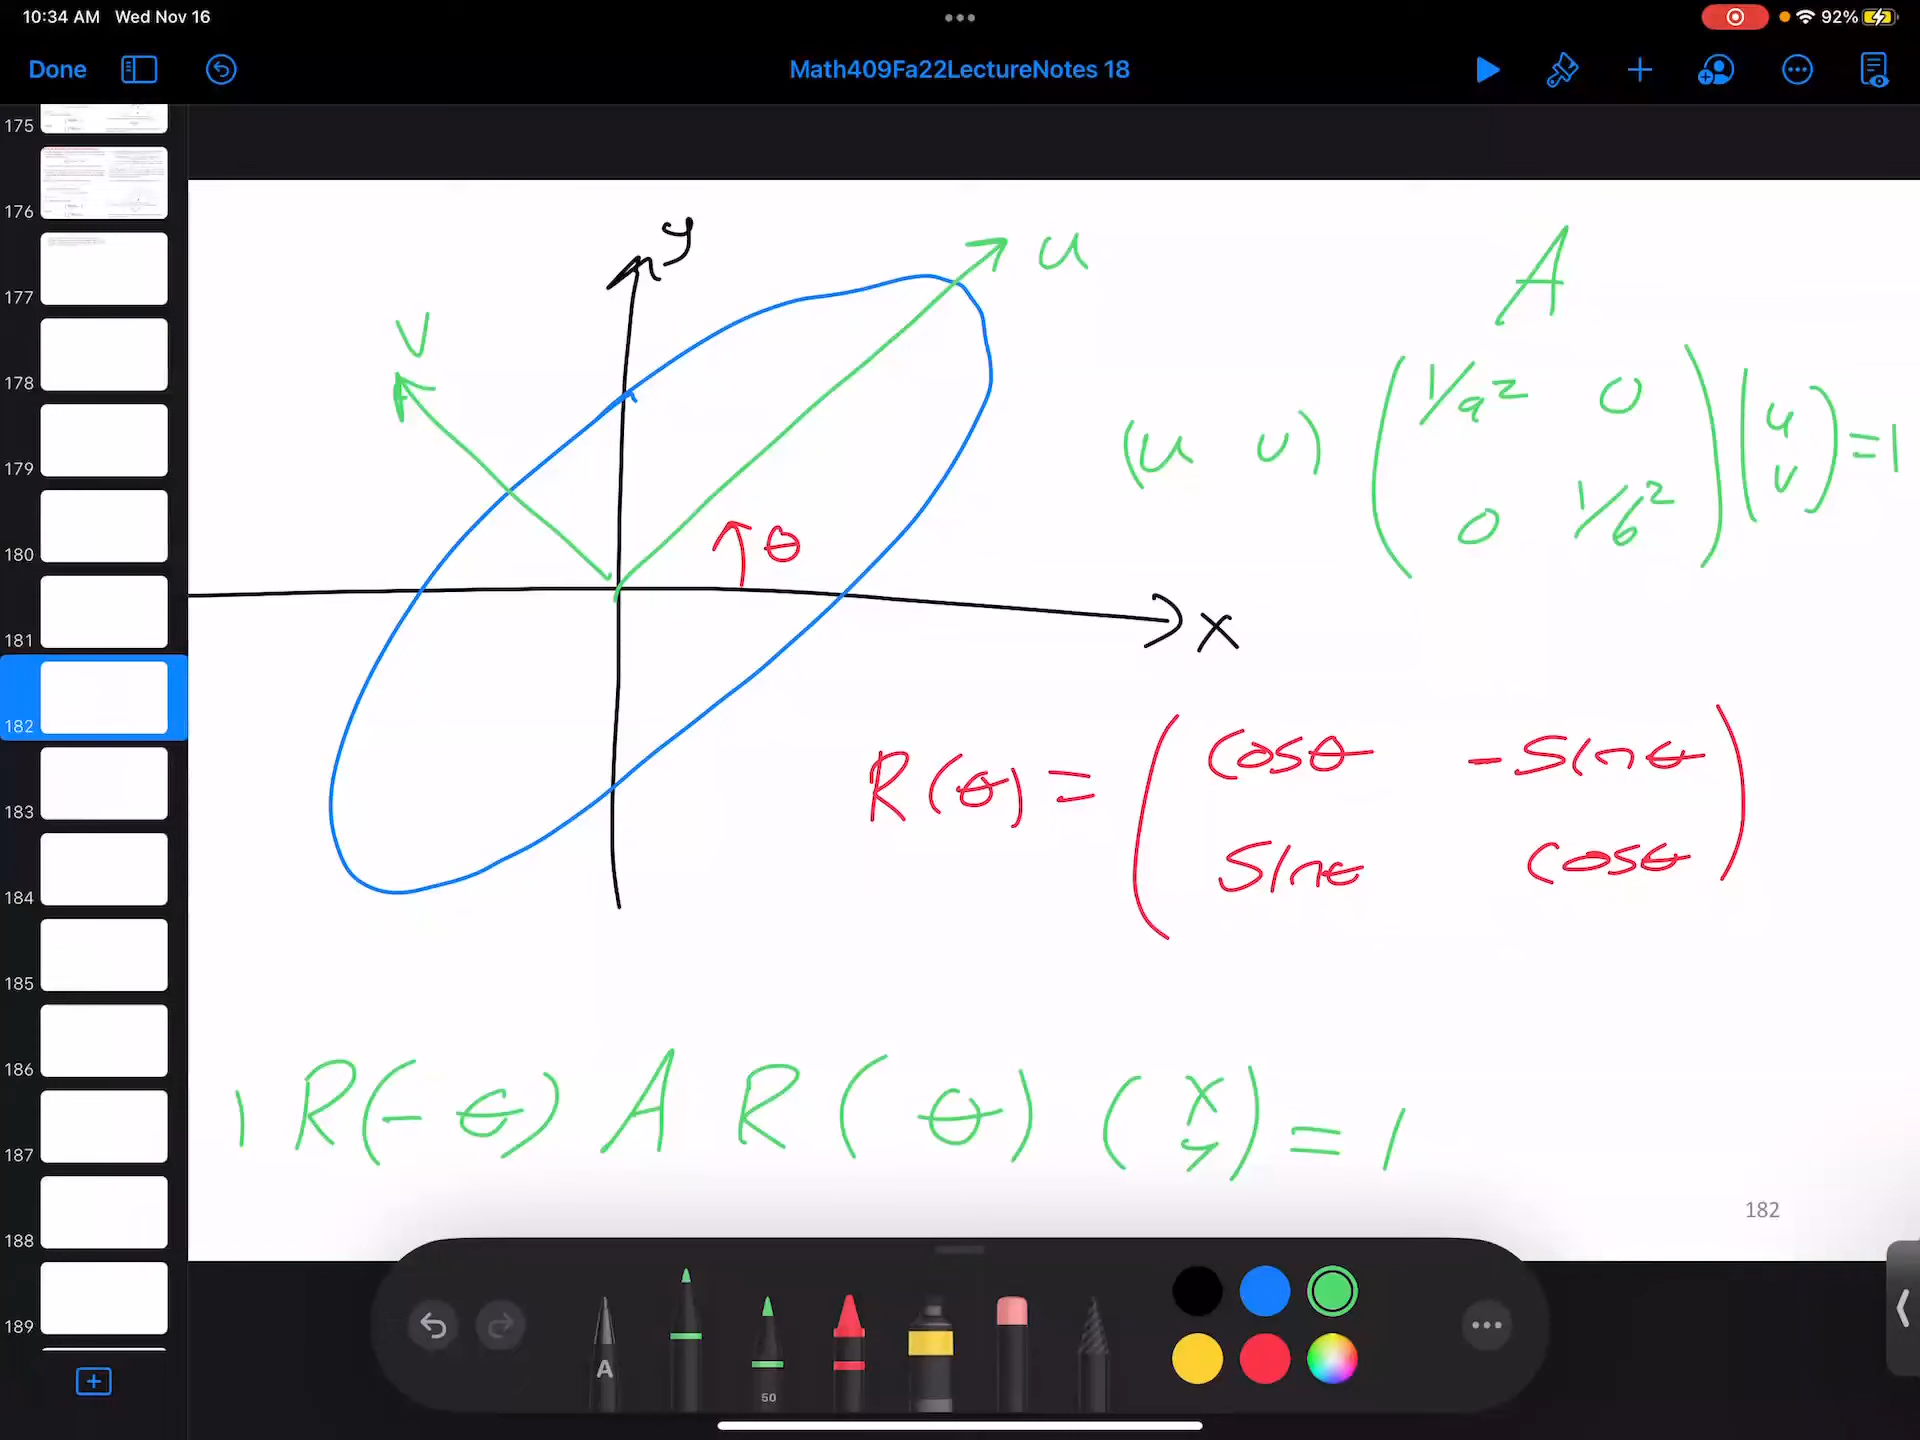 10:34 AM Wed Nov 16
92%
Done
Math409Fa22LectureNotes 18
175
176
177
178
179
180
181
182
183
184
185
186
187
188
189
y
u
v
θ
x
A
(u v) (1/a² 0
0 1/b²) (u
v) = 1
R(θ) = (cosθ -sinθ
sinθ cosθ)
) R(-θ) A R(θ) (x
y) = 1
182
A
50